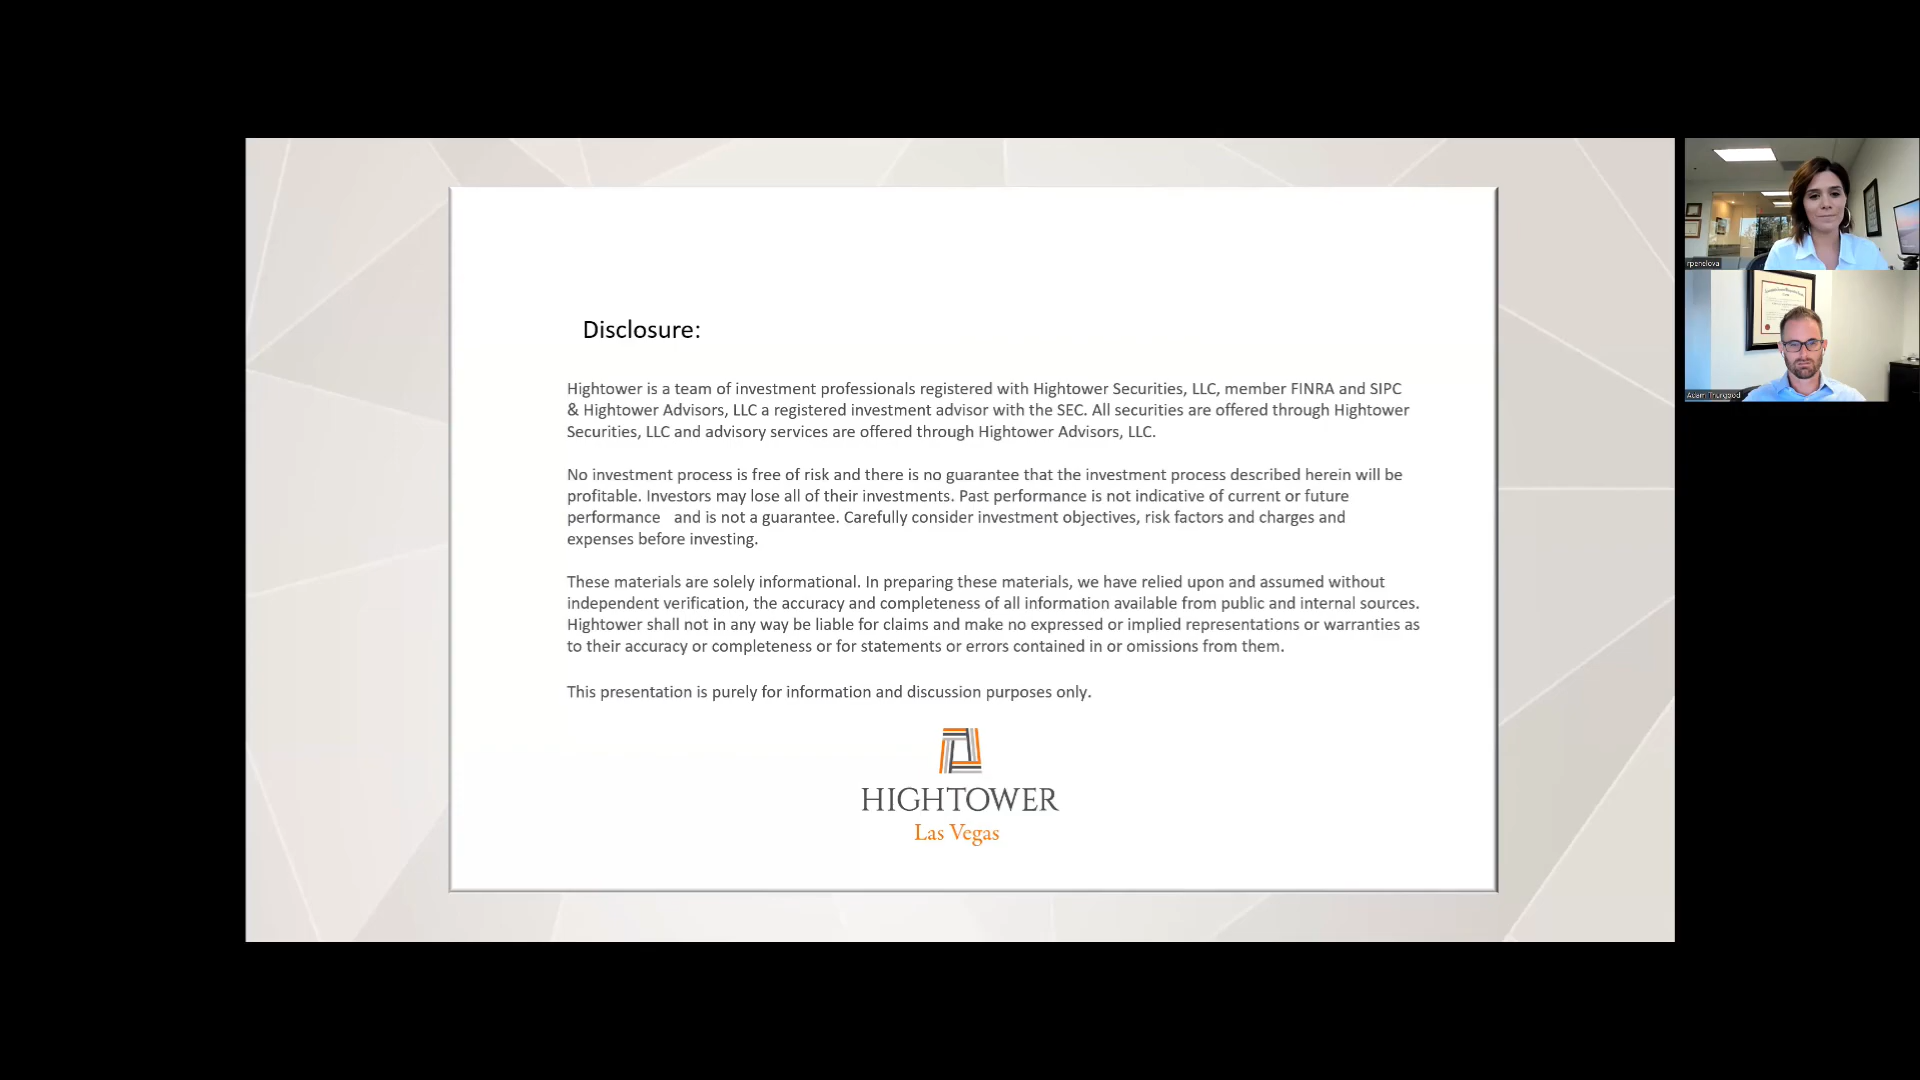 Disclosure:
Hightower is a team of investment professionals registered with Hightower Securities, LLC, member FINRA and SIPC
& Hightower Advisors, LLC a registered investment advisor with the SEC. All securities are offered through Hightower
Securities, LLC and advisory services are offered through Hightower Advisors, LLC.
No investment process is free of risk and there is no guarantee that the investment process described herein will be
profitable. Investors may lose all of their investments. Past performance is not indicative of current or future
performance   and is not a guarantee. Carefully consider investment objectives, risk factors and charges and
expenses before investing.
These materials are solely informational. In preparing these materials, we have relied upon and assumed without
independent verification, the accuracy and completeness of all information available from public and internal sources.
Hightower shall not in any way be liable for claims and make no expressed or implied representations or warranties as
to their accuracy or completeness or for statements or errors contained in or omissions from them.
This presentation is purely for information and discussion purposes only.
HIGHTOWER
Las Vegas
rpenelova
Adam Thurgood